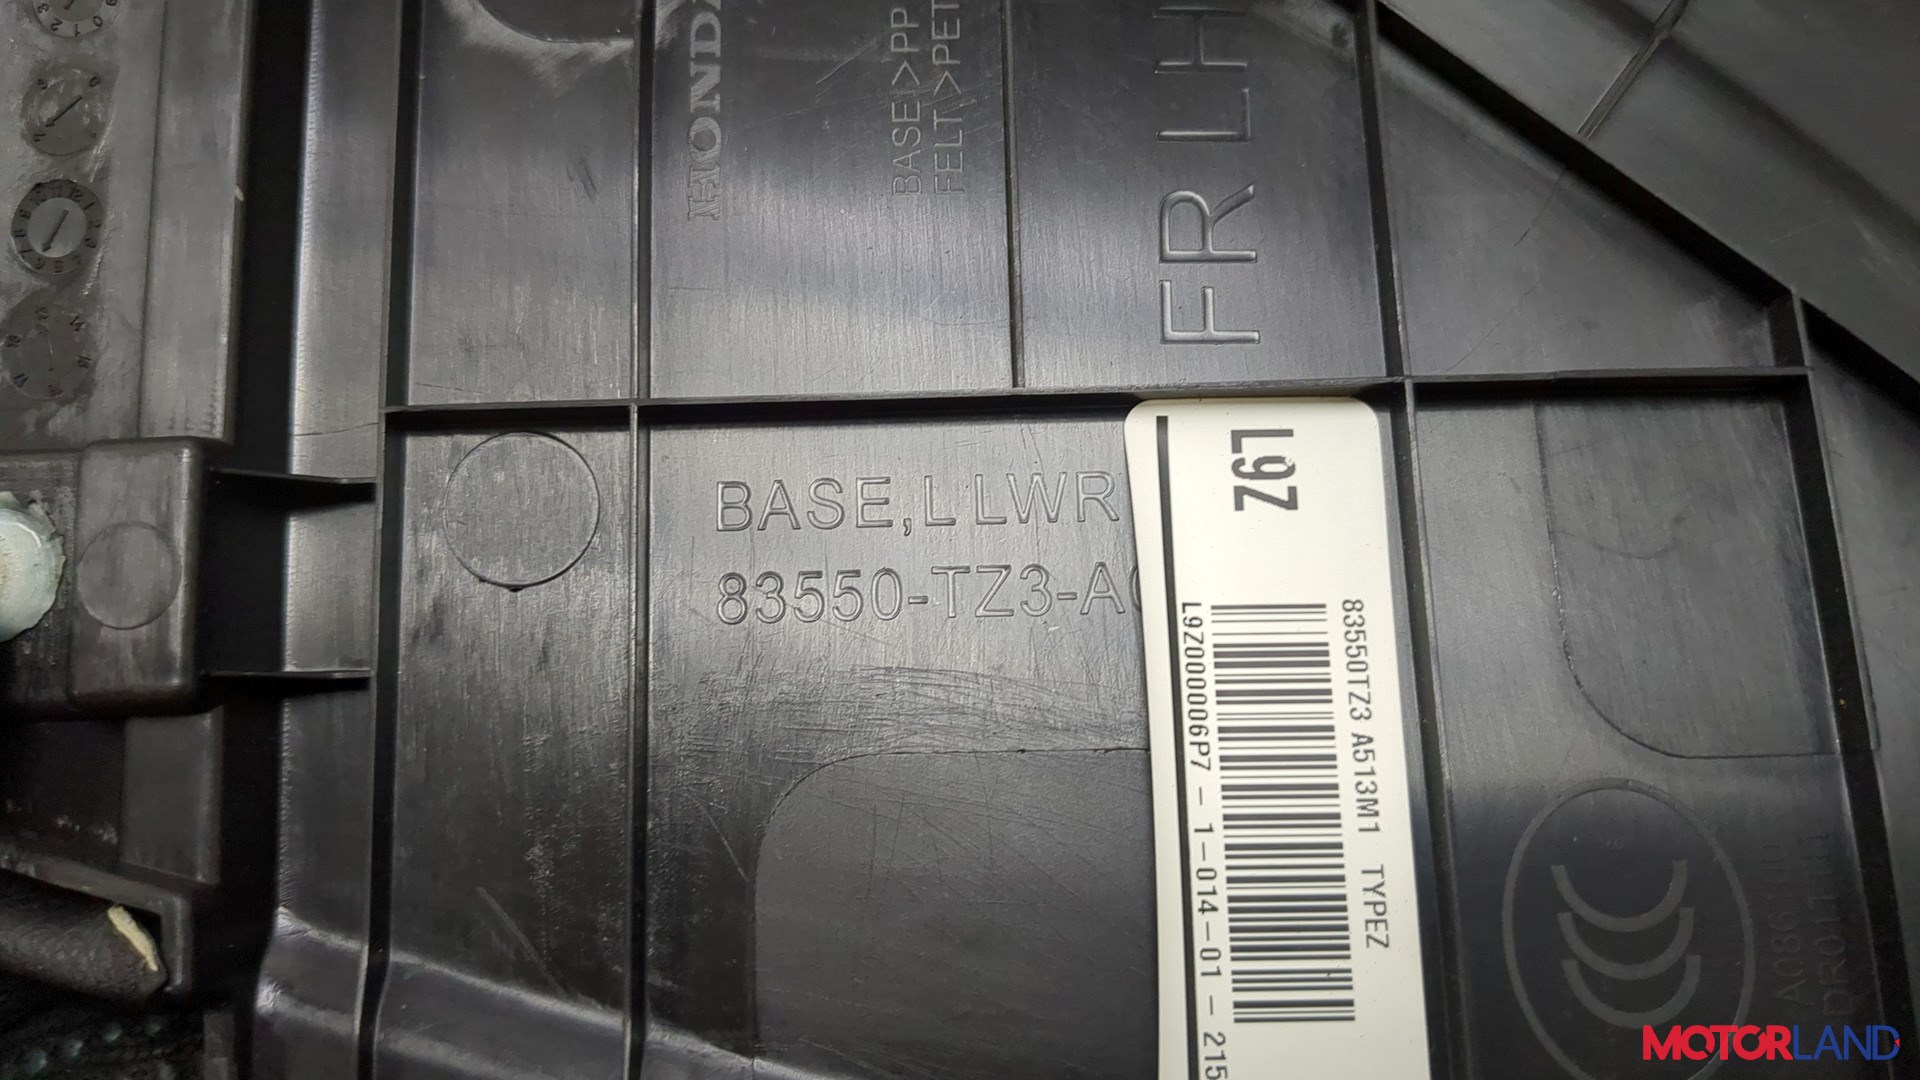 HONDA
BASE>PP
FELT>PET
FR LH
BASE, L LWR
83550-TZ3-A
L9Z
83550TZ3 A513M1 TYPEZ
L9Z000006P7 - 1-014-01 - 215
MOTORLAND